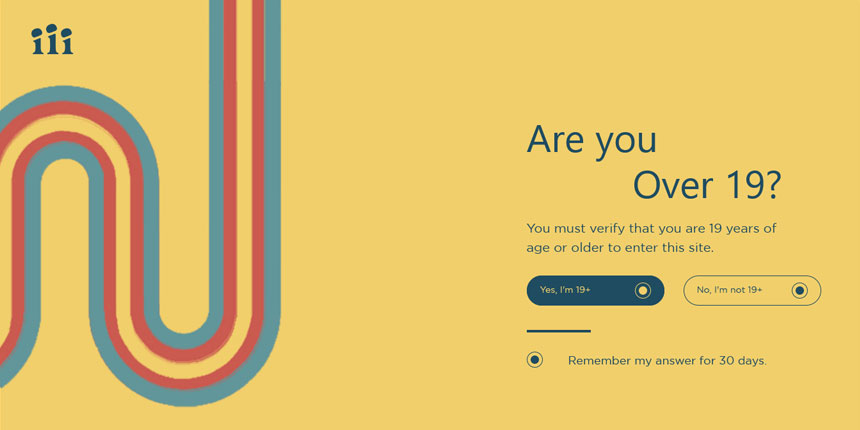 iii
Are you
Over 19?
You must verify that you are 19 years of
age or older to enter this site.
Yes, I'm 19+
No, I'm not 19+
Remember my answer for 30 days.